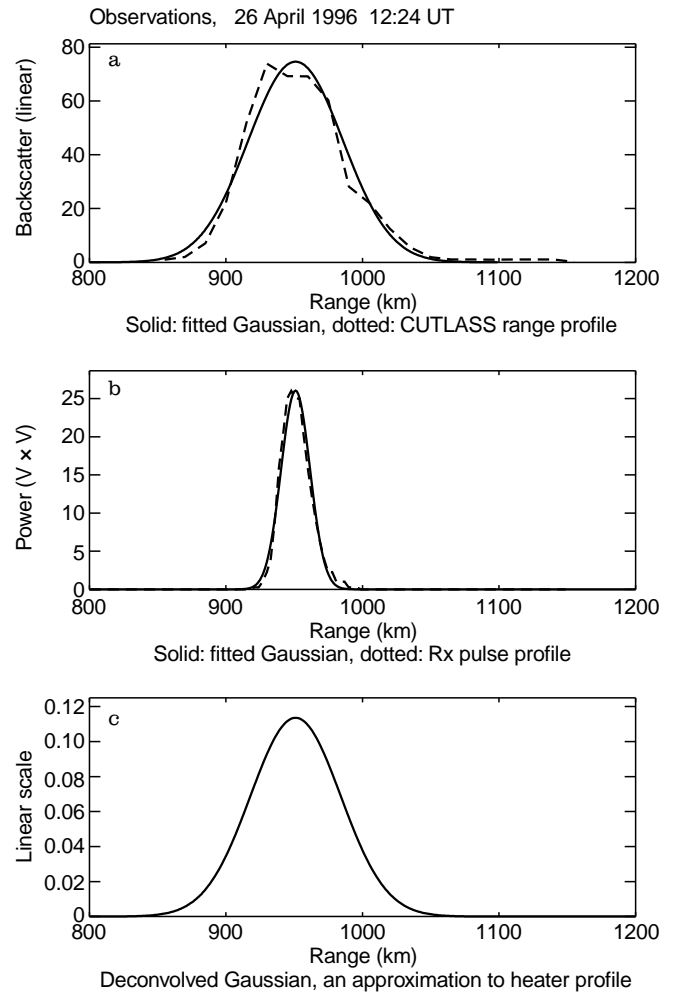 Observations, 26 April 1996 12:24 UT
a
80
60
40
20
0
Backscatter (linear)
800 900 1000 1100 1200
Range (km)
Solid: fitted Gaussian, dotted: CUTLASS range profile
b
25
20
15
10
5
0
Power (V × V)
800 900 1000 1100 1200
Range (km)
Solid: fitted Gaussian, dotted: Rx pulse profile
c
0.12
0.10
0.08
0.06
0.04
0.02
0
Linear scale
800 900 1000 1100 1200
Range (km)
Deconvolved Gaussian, an approximation to heater profile